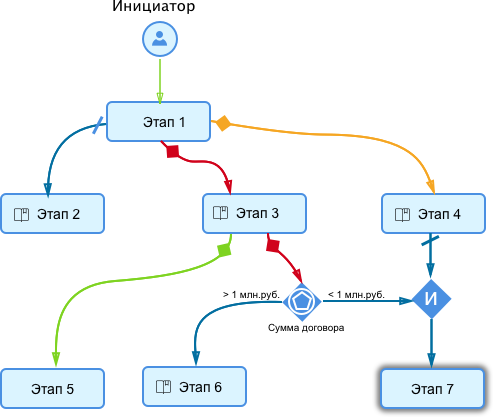 Инициатор
Этап 1
Этап 2
Этап 3
Этап 4
> 1 млн.руб.
< 1 млн.руб.
И
Сумма договора
Этап 5
Этап 6
Этап 7